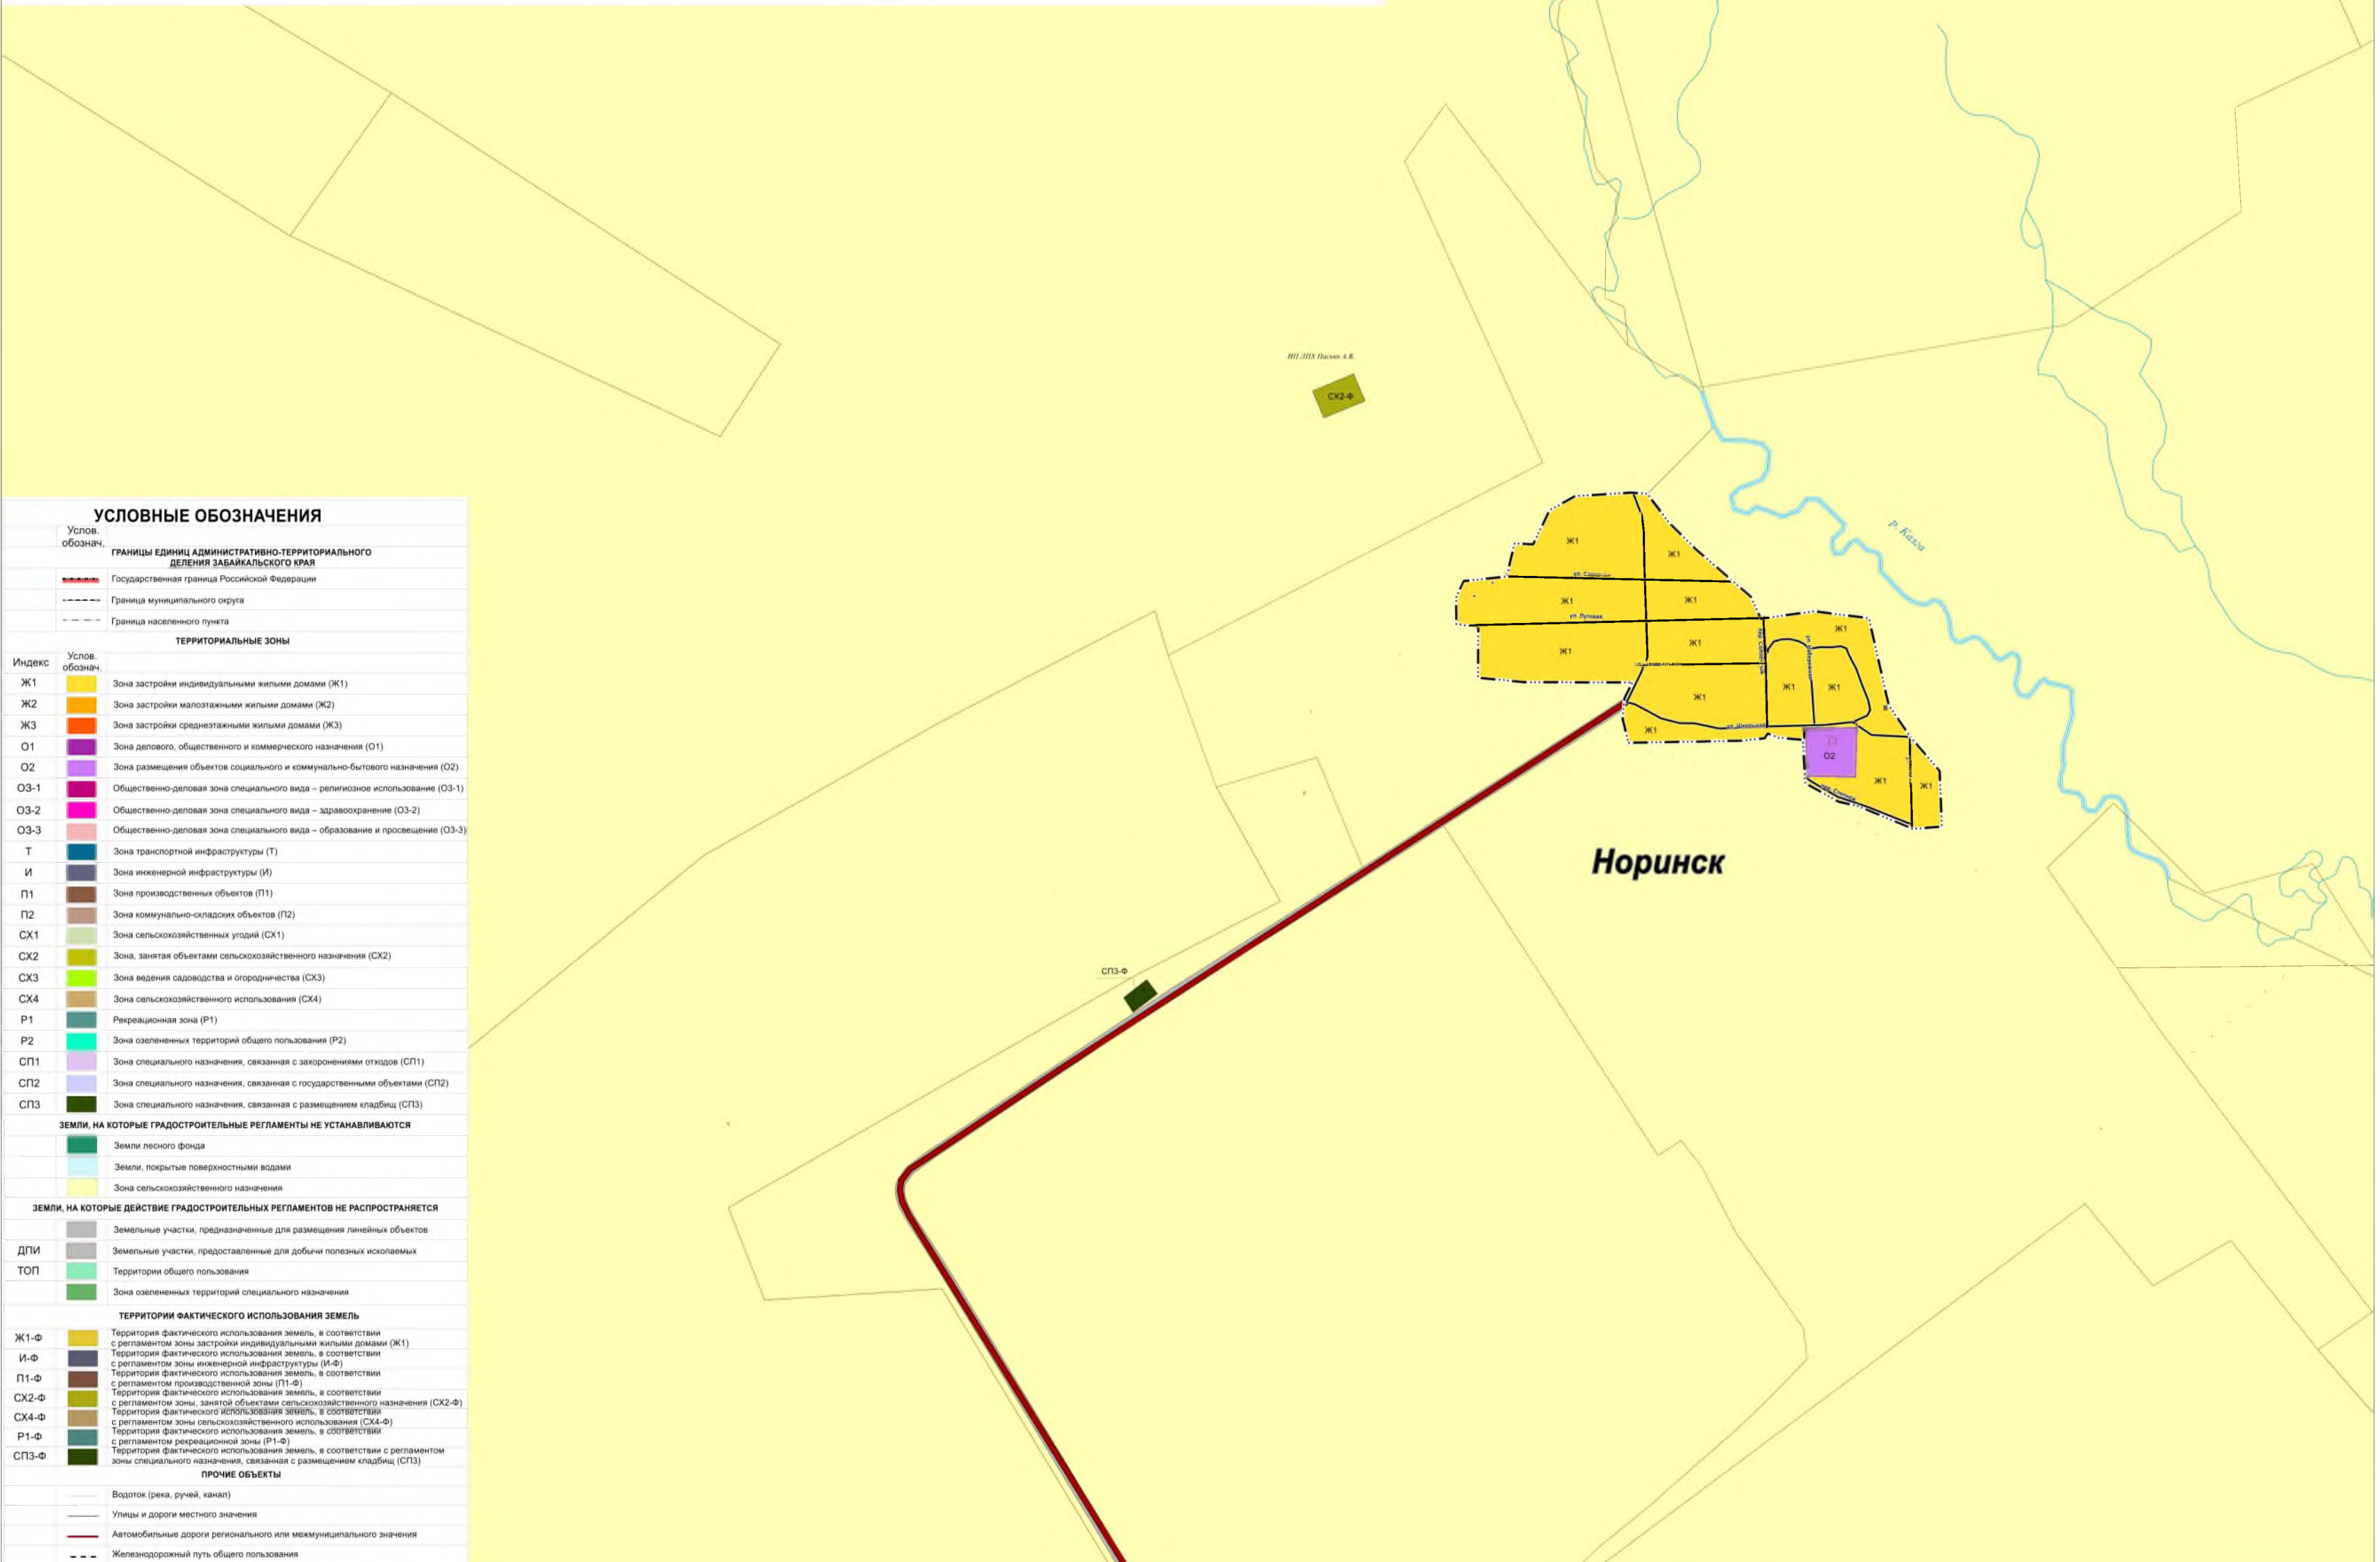 УСЛОВНЫЕ ОБОЗНАЧЕНИЯ
Услов.
обознач.
ГРАНИЦЫ ЕДИНИЦ АДМИНИСТРАТИВНО-ТЕРРИТОРИАЛЬНОГО
ДЕЛЕНИЯ ЗАБАЙКАЛЬСКОГО КРАЯ
Государственная граница Российской Федерации
Граница муниципального округа
Граница населенного пункта
ТЕРРИТОРИАЛЬНЫЕ ЗОНЫ
Индекс Услов.
обознач.
Ж1 Зона застройки индивидуальными жилыми домами (Ж1)
Ж2 Зона застройки малоэтажными жилыми домами (Ж2)
Ж3 Зона застройки среднеэтажными жилыми домами (Ж3)
О1 Зона делового, общественного и коммерческого назначения (О1)
О2 Зона размещения объектов социального и коммунально-бытового назначения (О2)
О3-1 Общественно-деловая зона специального вида – религиозное использование (О3-1)
О3-2 Общественно-деловая зона специального вида – здравоохранение (О3-2)
О3-3 Общественно-деловая зона специального вида – образование и просвещение (О3-3)
Т Зона транспортной инфраструктуры (Т)
И Зона инженерной инфраструктуры (И)
П1 Зона производственных объектов (П1)
П2 Зона коммунально-складских объектов (П2)
СХ1 Зона сельскохозяйственных угодий (СХ1)
СХ2 Зона, занятая объектами сельскохозяйственного назначения (СХ2)
СХ3 Зона ведения садоводства и огородничества (СХ3)
СХ4 Зона сельскохозяйственного использования (СХ4)
Р1 Рекреационная зона (Р1)
Р2 Зона озелененных территорий общего пользования (Р2)
СП1 Зона специального назначения, связанная с захоронениями отходов (СП1)
СП2 Зона специального назначения, связанная с государственными объектами (СП2)
СП3 Зона специального назначения, связанная с размещением кладбищ (СП3)
ЗЕМЛИ, НА КОТОРЫЕ ГРАДОСТРОИТЕЛЬНЫЕ РЕГЛАМЕНТЫ НЕ УСТАНАВЛИВАЮТСЯ
Земли лесного фонда
Земли, покрытые поверхностными водами
Зона сельскохозяйственного назначения
ЗЕМЛИ, НА КОТОРЫЕ ДЕЙСТВИЕ ГРАДОСТРОИТЕЛЬНЫХ РЕГЛАМЕНТОВ НЕ РАСПРОСТРАНЯЕТСЯ
Земельные участки, предназначенные для размещения линейных объектов
ДПИ Земельные участки, предоставленные для добычи полезных ископаемых
ТОП Территории общего пользования
Зона озелененных территорий специального назначения
ТЕРРИТОРИИ ФАКТИЧЕСКОГО ИСПОЛЬЗОВАНИЯ ЗЕМЕЛЬ
Ж1-Ф Территория фактического использования земель, в соответствии
с регламентом зоны застройки индивидуальными жилыми домами (Ж1)
И-Ф Территория фактического использования земель, в соответствии
с регламентом зоны инженерной инфраструктуры (И-Ф)
П1-Ф Территория фактического использования земель, в соответствии
с регламентом производственной зоны (П1-Ф)
СХ2-Ф Территория фактического использования земель, в соответствии
с регламентом зоны, занятой объектами сельскохозяйственного назначения (СХ2-Ф)
СХ4-Ф Территория фактического использования земель, в соответствии
с регламентом зоны сельскохозяйственного использования (СХ4-Ф)
Р1-Ф Территория фактического использования земель, в соответствии
с регламентом рекреационной зоны (Р1-Ф)
СП3-Ф Территория фактического использования земель, в соответствии с регламентом
зоны специального назначения, связанная с размещением кладбищ (СП3)
ПРОЧИЕ ОБЪЕКТЫ
Водоток (река, ручей, канал)
Улицы и дороги местного значения
Автомобильные дороги регионального или межмуниципального значения
Железнодорожный путь общего пользования
ИП ЛПХ А.В.
СХ2-Ф
р. Калга
Ж1
Ж1
Ж1
Ж1
ул. Луговая
Ж1
Ж1
Ж1
Ж1
Ж1
Ж1
ул. Школьная
Ж1
О2
Ж1
Ж1
пер. Степной
Норинск
СП3-Ф